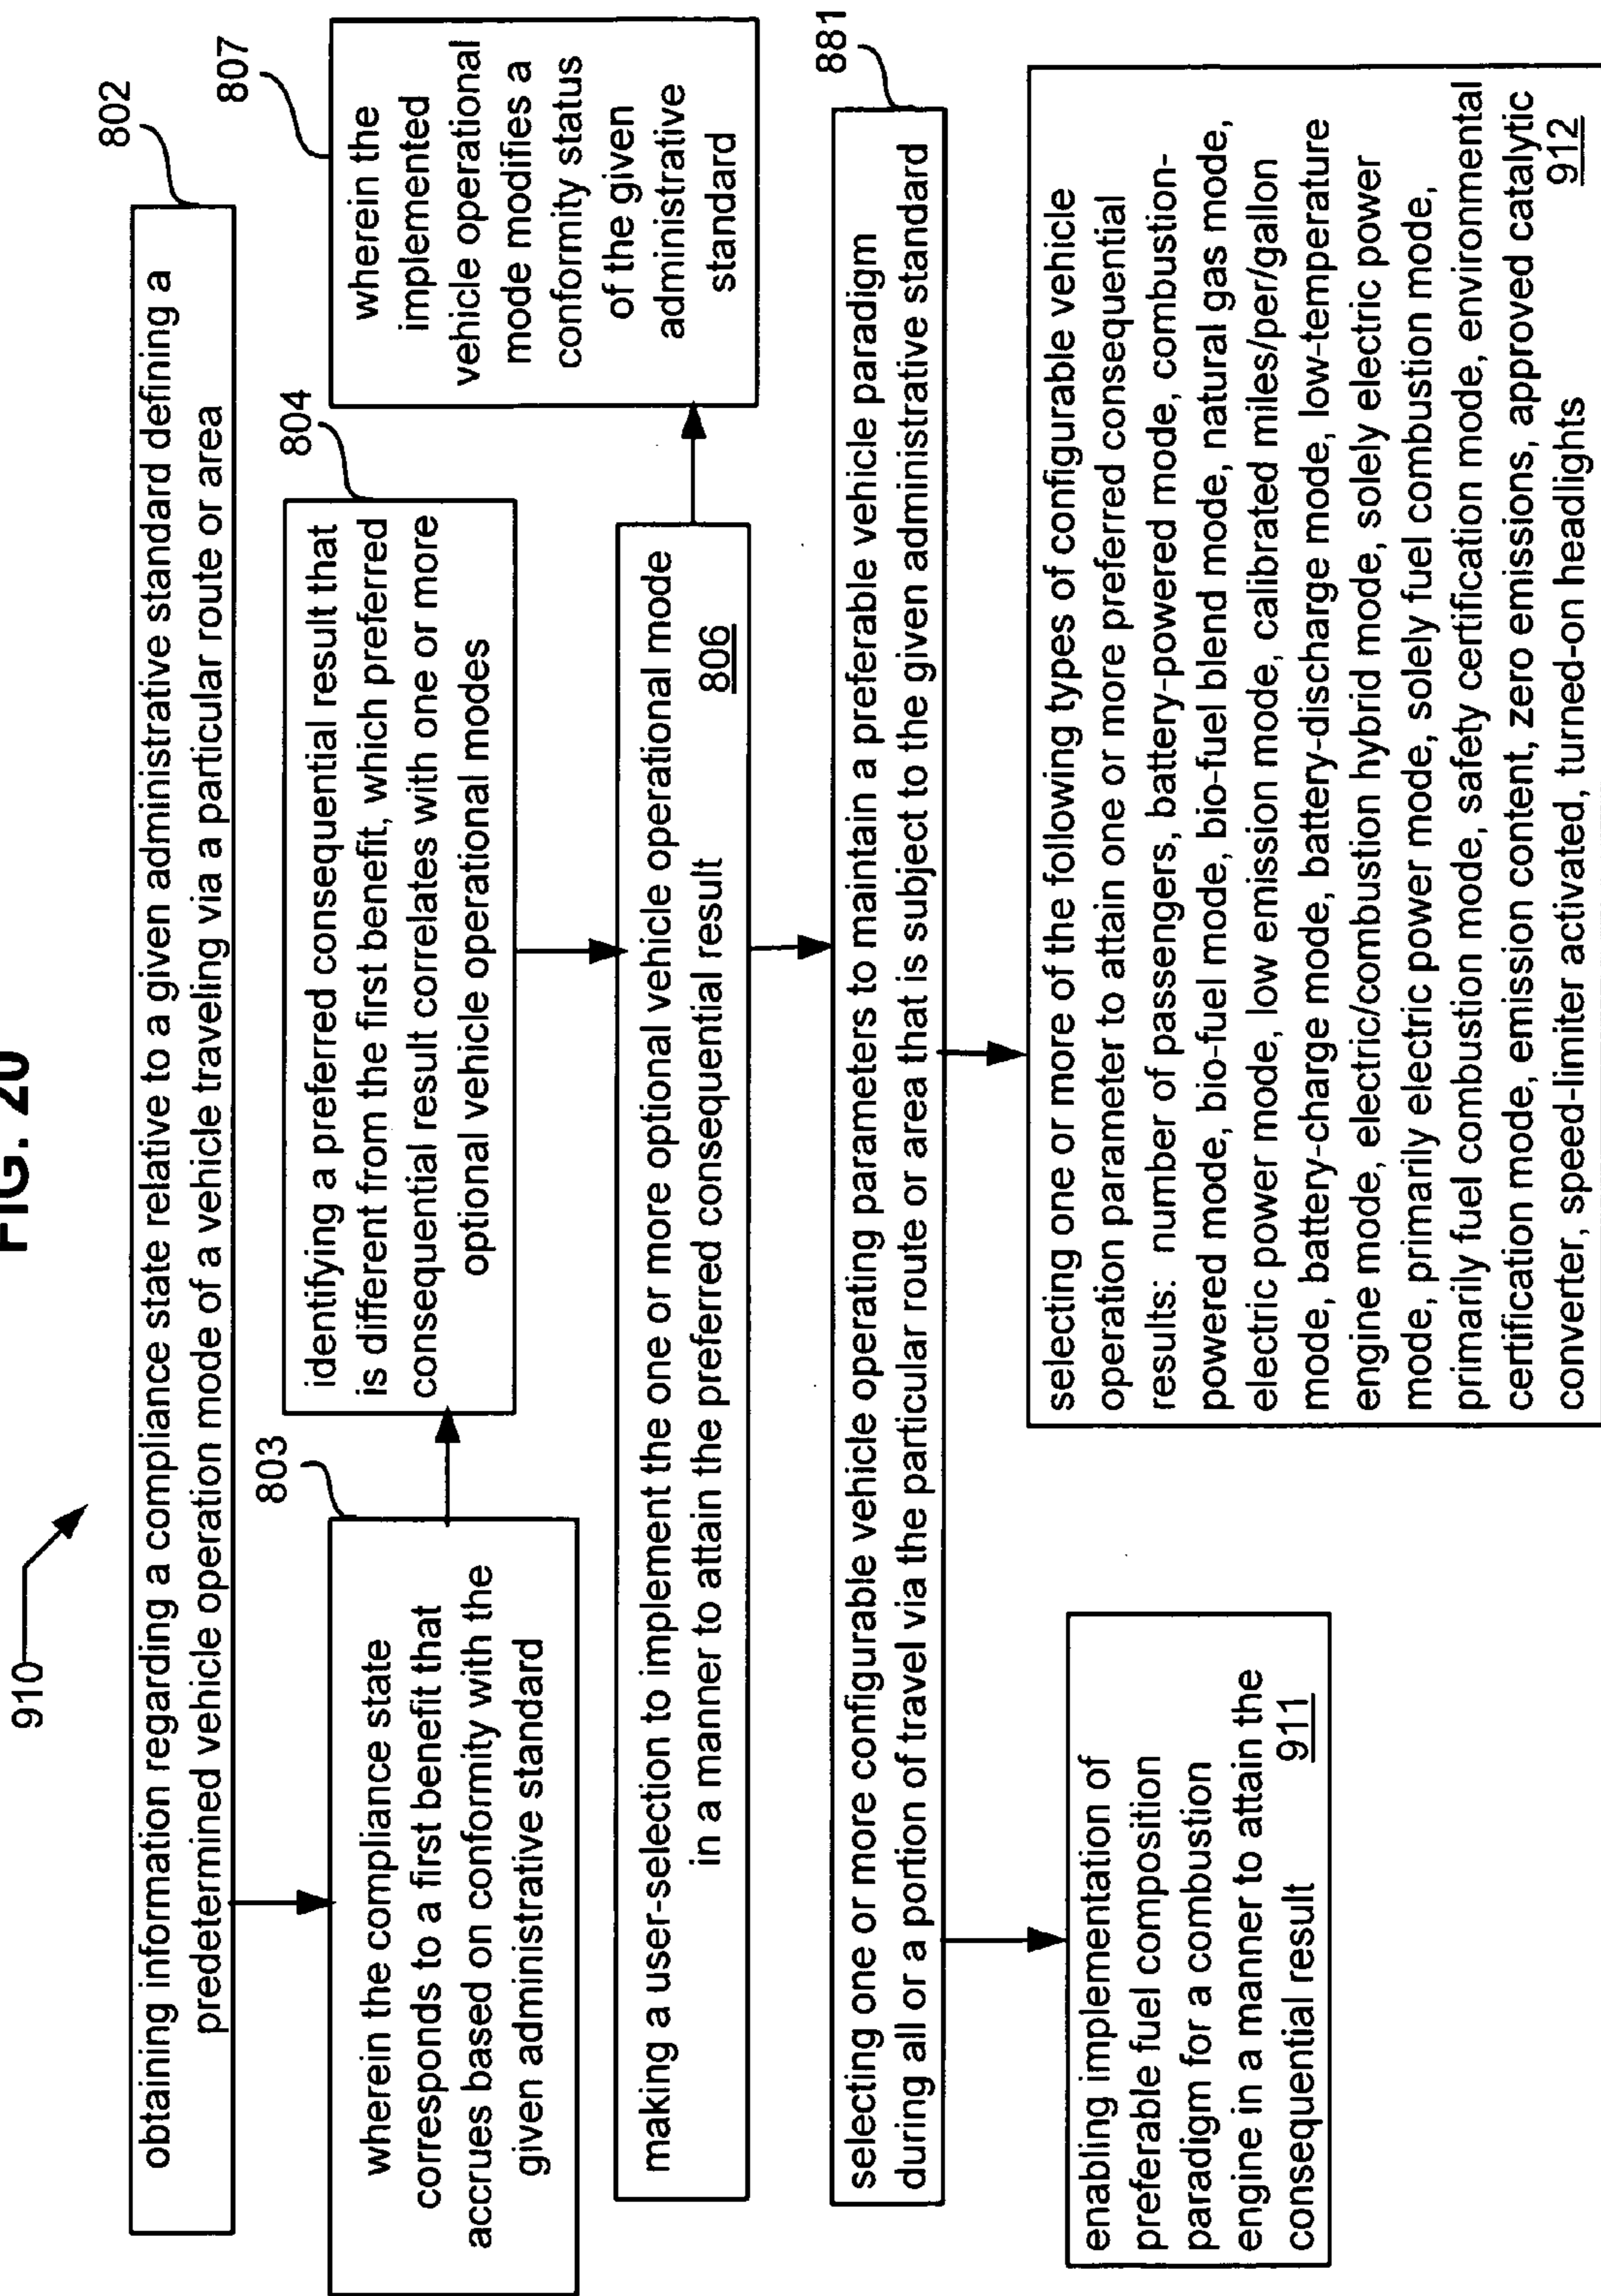 FIG. 20
910
802
obtaining information regarding a compliance state relative to a given administrative standard defining a
predetermined vehicle operation mode of a vehicle traveling via a particular route or area
803
wherein the compliance state
corresponds to a first benefit that
accrues based on conformity with the
given administrative standard
804
identifying a preferred consequential result that
is different from the first benefit, which preferred
consequential result correlates with one or more
optional vehicle operational modes
807
wherein the
implemented
vehicle operational
mode modifies a
conformity status
of the given
administrative
standard
making a user-selection to implement the one or more optional vehicle operational mode
in a manner to attain the preferred consequential result
806
881
selecting one or more configurable vehicle operating parameters to maintain a preferable vehicle paradigm
during all or a portion of travel via the particular route or area that is subject to the given administrative standard
enabling implementation of
preferable fuel composition
paradigm for a combustion
engine in a manner to attain the
consequential result 911
selecting one or more of the following types of configurable vehicle
operation parameter to attain one or more preferred consequential
results: number of passengers, battery-powered mode, combustion-
powered mode, bio-fuel mode, bio-fuel blend mode, natural gas mode,
electric power mode, low emission mode, calibrated miles/per/gallon
mode, battery-charge mode, battery-discharge mode, low-temperature
engine mode, electric/combustion hybrid mode, solely electric power
mode, primarily electric power mode, solely fuel combustion mode,
primarily fuel combustion mode, safety certification mode, environmental
certification mode, emission content, zero emissions, approved catalytic
converter, speed-limiter activated, turned-on headlights 912